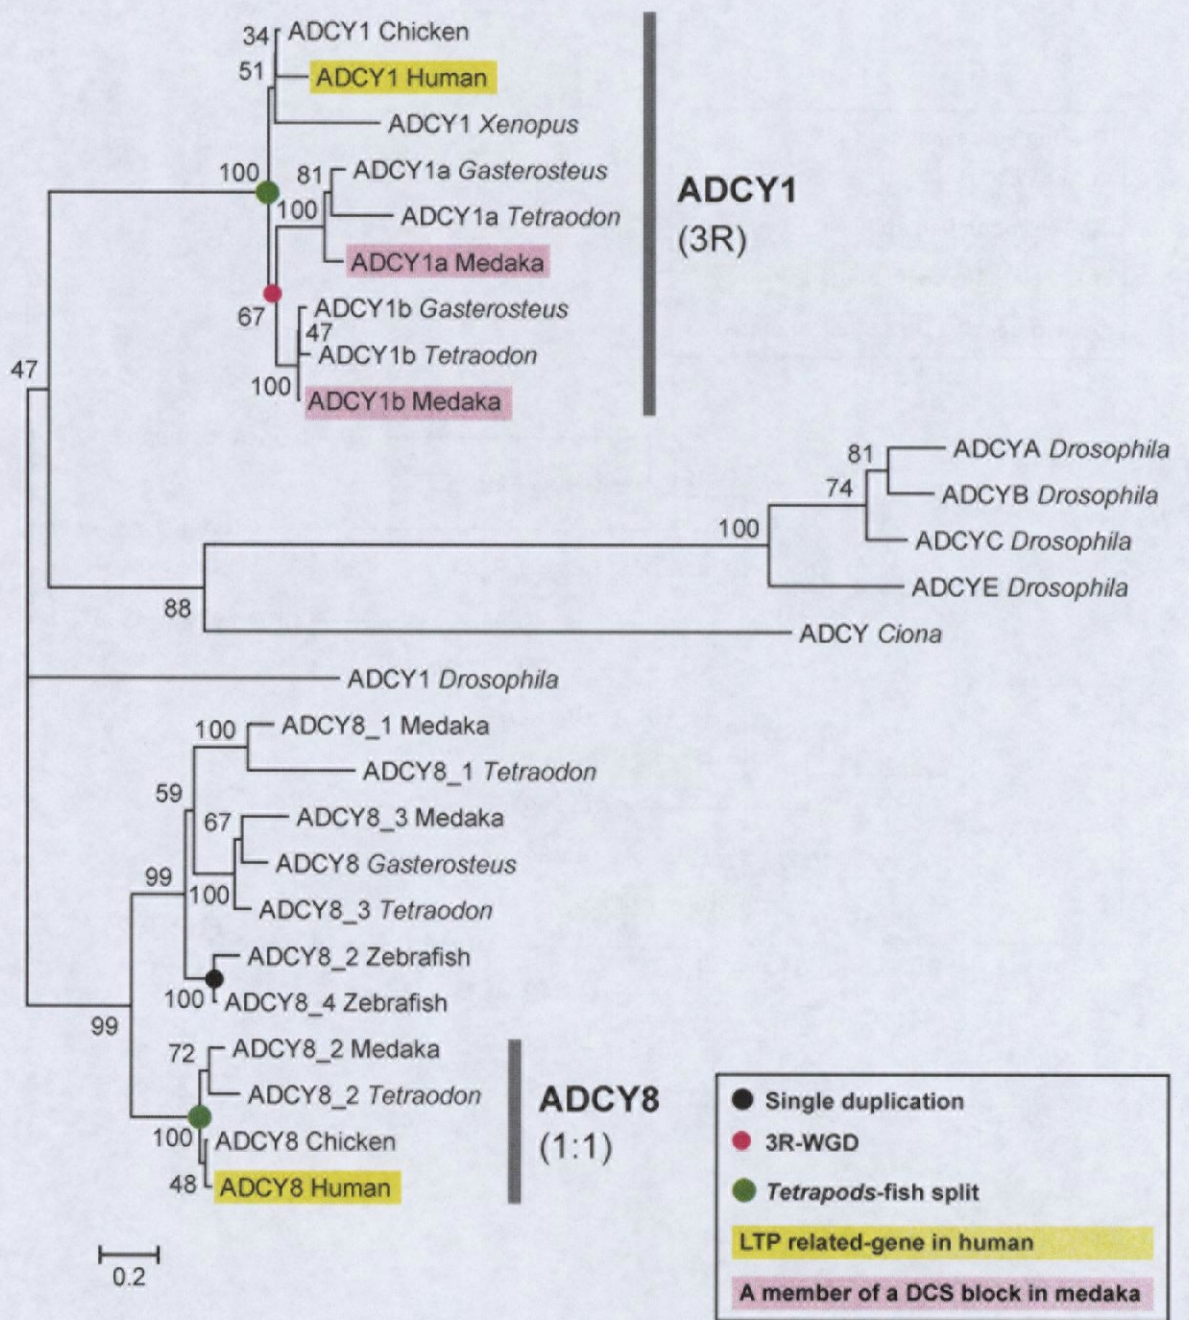 34
ADCY1 Chicken
51
ADCY1 Human
ADCY1 Xenopus
100
81
ADCY1a Gasterosteus
100
ADCY1a Tetraodon
ADCY1a Medaka
ADCY1
(3R)
67
ADCY1b Gasterosteus
47
ADCY1b Tetraodon
100
ADCY1b Medaka
47
81
ADCYA Drosophila
74
ADCYB Drosophila
100
ADCYC Drosophila
ADCYE Drosophila
88
ADCY Ciona
ADCY1 Drosophila
100
ADCY8_1 Medaka
ADCY8_1 Tetraodon
59
67
ADCY8_3 Medaka
ADCY8 Gasterosteus
99
100
ADCY8_3 Tetraodon
ADCY8_2 Zebrafish
100
ADCY8_4 Zebrafish
99
72
ADCY8_2 Medaka
ADCY8_2 Tetraodon
100
ADCY8 Chicken
48
ADCY8 Human
ADCY8
(1:1)
0.2
Single duplication
3R-WGD
Tetrapods-fish split
LTP related-gene in human
A member of a DCS block in medaka